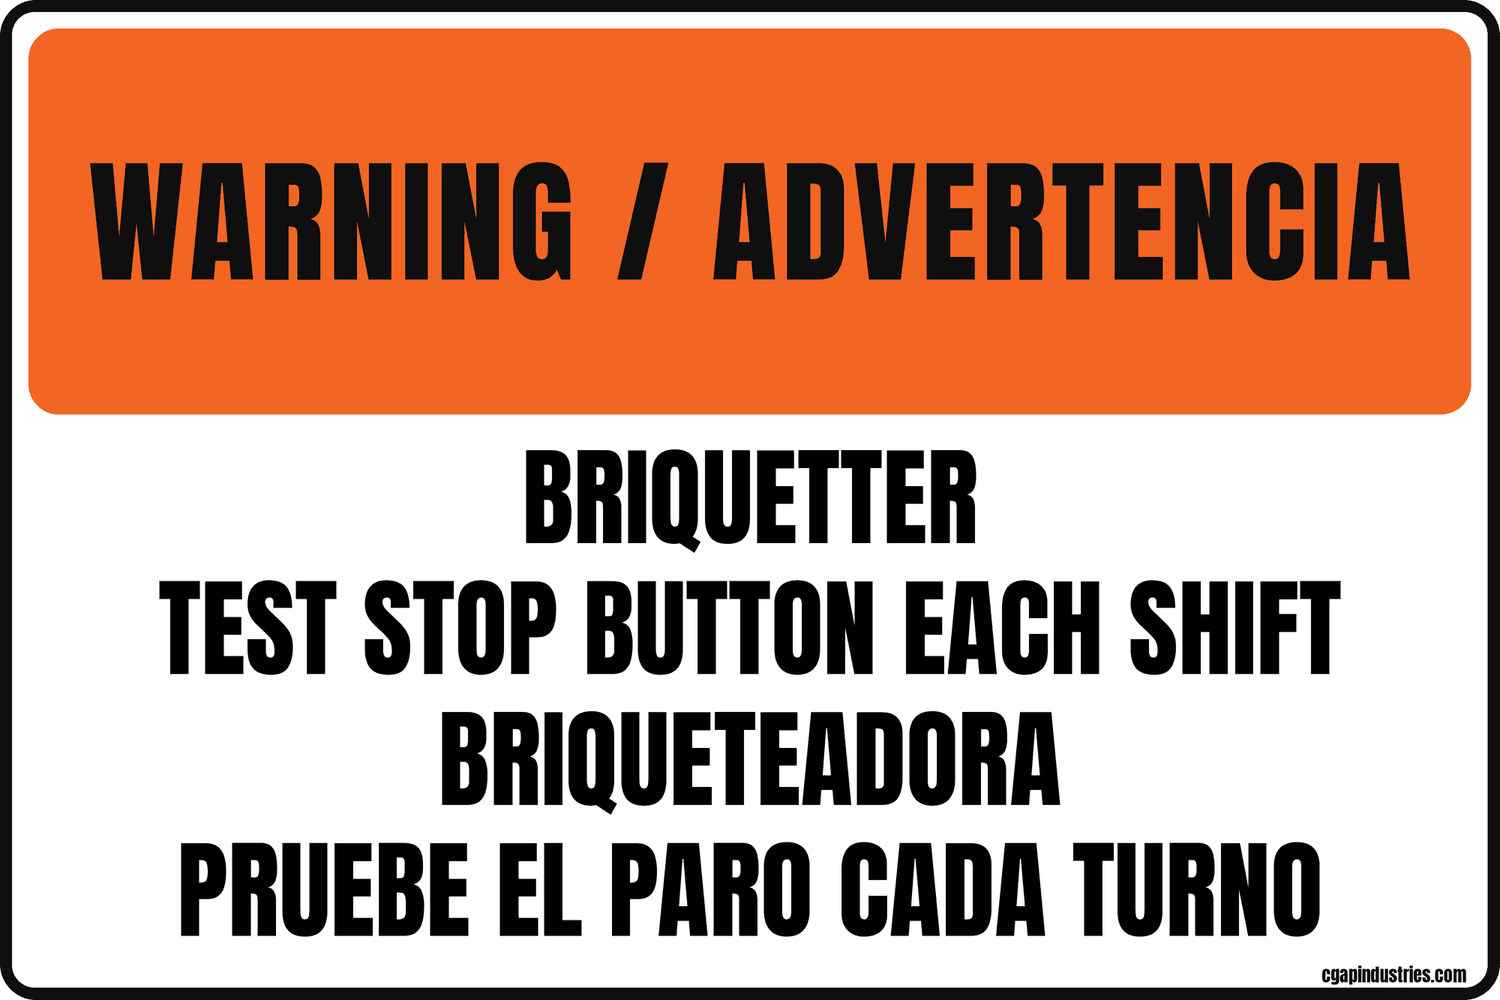 WARNING / ADVERTENCIA
BRIQUETTER
TEST STOP BUTTON EACH SHIFT
BRIQUETEADORA
PRUEBE EL PARO CADA TURNO
cgapindustries.com